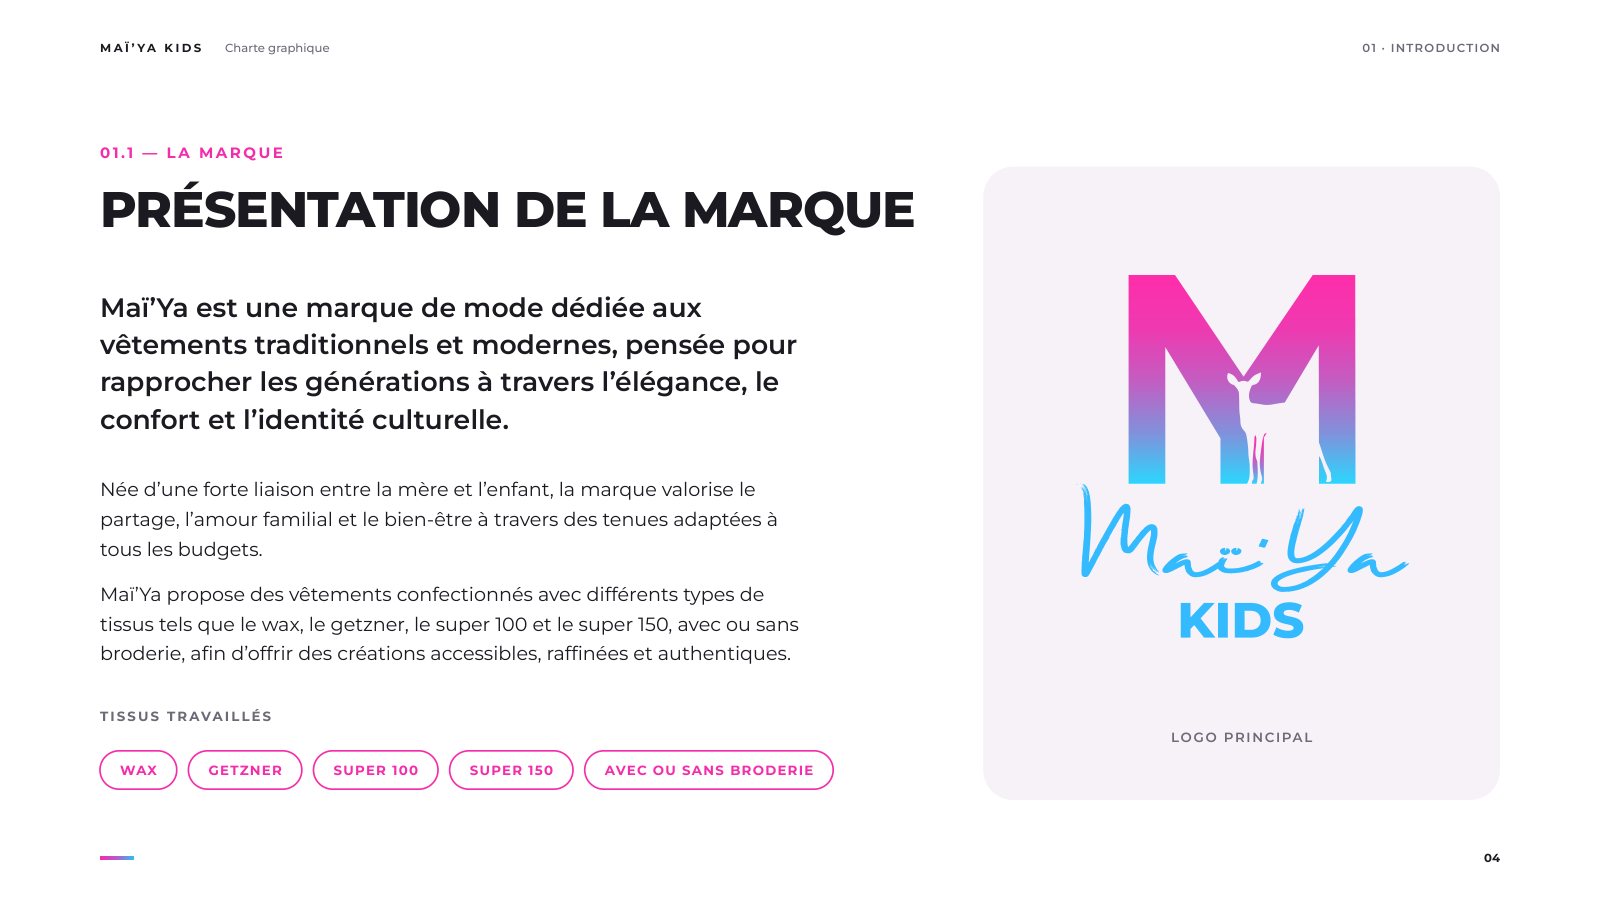 MAÏ’YA KIDS Charte graphique
01 · INTRODUCTION
01.1 — LA MARQUE
PRÉSENTATION DE LA MARQUE
Maï’Ya est une marque de mode dédiée aux
vêtements traditionnels et modernes, pensée pour
rapprocher les générations à travers l’élégance, le
confort et l’identité culturelle.
Née d’une forte liaison entre la mère et l’enfant, la marque valorise le
partage, l’amour familial et le bien-être à travers des tenues adaptées à
tous les budgets.
Maï’Ya propose des vêtements confectionnés avec différents types de
tissus tels que le wax, le getzner, le super 100 et le super 150, avec ou sans
broderie, afin d’offrir des créations accessibles, raffinées et authentiques.
TISSUS TRAVAILLÉS
WAX GETZNER SUPER 100 SUPER 150 AVEC OU SANS BRODERIE
M
Maï'Ya
KIDS
LOGO PRINCIPAL
04